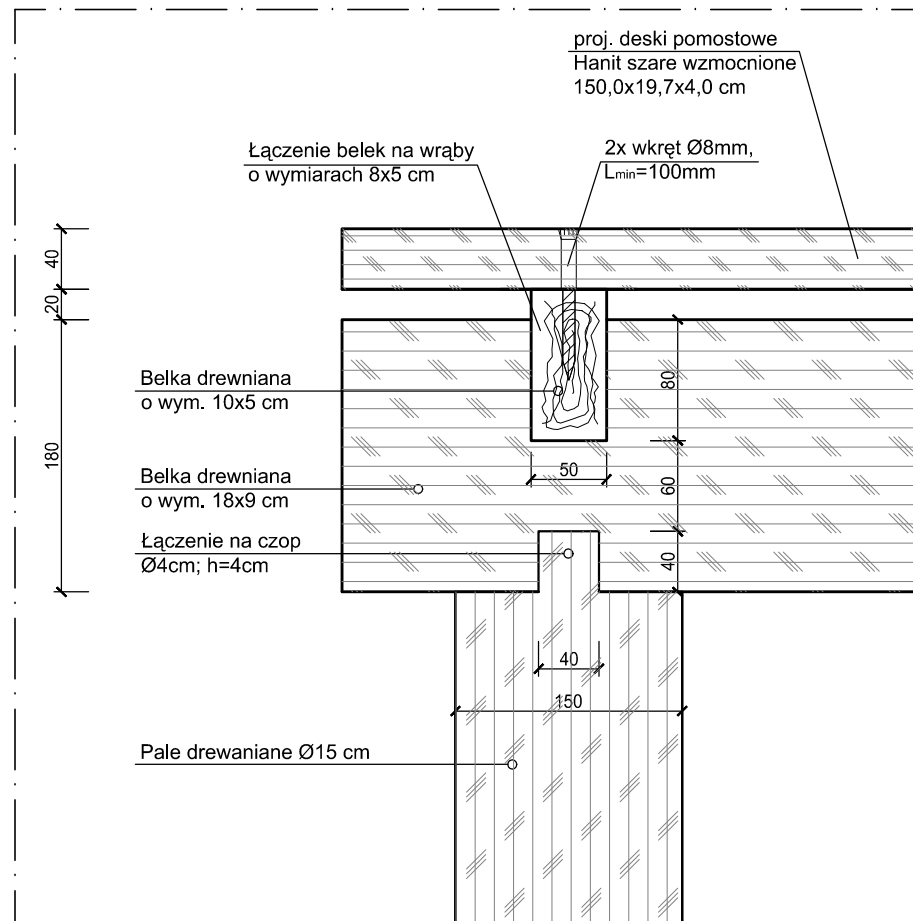 proj. deski pomostowe
Hanit szare wzmocnione
150,0x19,7x4,0 cm
Łączenie belek na wręby
o wymiarach 8x5 cm
2x wkręt Ø8mm,
Lmin=100mm
40
20
180
Belka drewniana
o wym. 10x5 cm
80
50
60
Belka drewniana
o wym. 18x9 cm
Łączenie na czop
Ø4cm; h=4cm
40
40
150
Pale drewaniane Ø15 cm